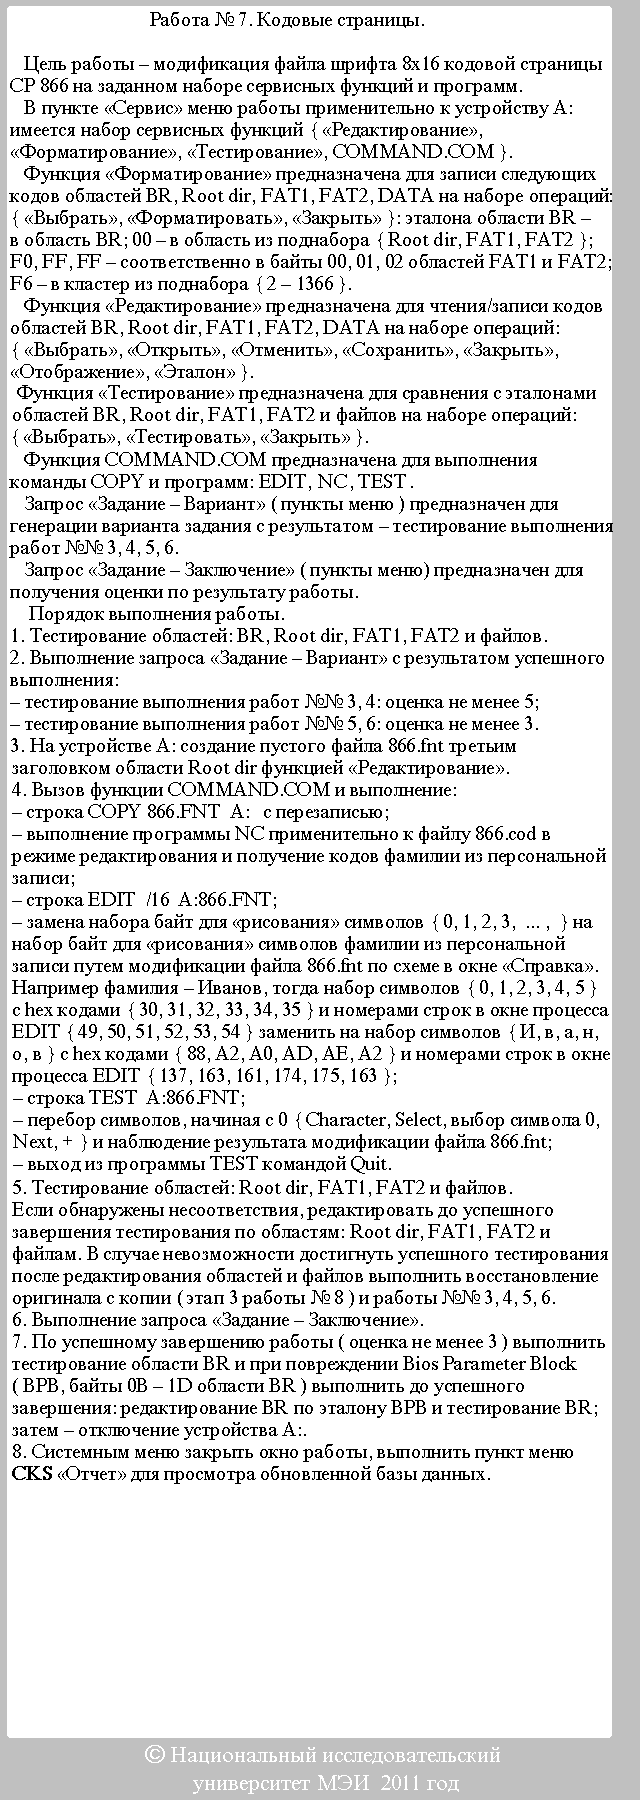 Работа № 7. Кодовые страницы.
Цель работы – модификация файла шрифта 8x16 кодовой страницы
CP 866 на заданном наборе сервисных функций и программ.
В пункте «Сервис» меню работы применительно к устройству A:
имеется набор сервисных функций { «Редактирование»,
«Форматирование», «Тестирование», COMMAND.COM }.
Функция «Форматирование» предназначена для записи следующих
кодов областей BR, Root dir, FAT1, FAT2, DATA на наборе операций:
{ «Выбрать», «Форматировать», «Закрыть» }: эталона области BR –
в область BR; 00 – в область из поднабора { Root dir, FAT1, FAT2 };
F0, FF, FF – соответственно в байты 00, 01, 02 областей FAT1 и FAT2;
F6 – в кластер из поднабора { 2 – 1366 }.
Функция «Редактирование» предназначена для чтения/записи кодов
областей BR, Root dir, FAT1, FAT2, DATA на наборе операций:
{ «Выбрать», «Открыть», «Отменить», «Сохранить», «Закрыть»,
«Отображение», «Эталон» }.
Функция «Тестирование» предназначена для сравнения с эталонами
областей BR, Root dir, FAT1, FAT2 и файлов на наборе операций:
{ «Выбрать», «Тестировать», «Закрыть» }.
Функция COMMAND.COM предназначена для выполнения
команды COPY и программ: EDIT, NC, TEST .
Запрос «Задание – Вариант» ( пункты меню ) предназначен для
генерации варианта задания с результатом – тестирование выполнения
работ №№ 3, 4, 5, 6.
Запрос «Задание – Заключение» ( пункты меню) предназначен для
получения оценки по результату работы.
Порядок выполнения работы.
1. Тестирование областей: BR, Root dir, FAT1, FAT2 и файлов.
2. Выполнение запроса «Задание – Вариант» с результатом успешного
выполнения:
– тестирование выполнения работ №№ 3, 4: оценка не менее 5;
– тестирование выполнения работ №№ 5, 6: оценка не менее 3.
3. На устройстве A: создание пустого файла 866.fnt третьим
заголовком области Root dir функцией «Редактирование».
4. Вызов функции COMMAND.COM и выполнение:
– строка COPY 866.FNT A: с перезаписью;
– выполнение программы NC применительно к файлу 866.cod в
режиме редактирования и получение кодов фамилии из персональной
записи;
– строка EDIT /16 A:866.FNT;
– замена набора байт для «рисования» символов { 0, 1, 2, 3, ... , } на
набор байт для «рисования» символов фамилии из персональной
записи путем модификации файла 866.fnt по схеме в окне «Справка».
Например фамилия – Иванов, тогда набор символов { 0, 1, 2, 3, 4, 5 }
с hex кодами { 30, 31, 32, 33, 34, 35 } и номерами строк в окне процесса
EDIT { 49, 50, 51, 52, 53, 54 } заменить на набор символов { И, в, а, н,
о, в } с hex кодами { 88, A2, A0, AD, AE, A2 } и номерами строк в окне
процесса EDIT { 137, 163, 161, 174, 175, 163 };
– строка TEST A:866.FNT;
– перебор символов, начиная с 0 { Character, Select, выбор символа 0,
Next, + } и наблюдение результата модификации файла 866.fnt;
– выход из программы TEST командой Quit.
5. Тестирование областей: Root dir, FAT1, FAT2 и файлов.
Если обнаружены несоответствия, редактировать до успешного
завершения тестирования по областям: Root dir, FAT1, FAT2 и
файлам. В случае невозможности достигнуть успешного тестирования
после редактирования областей и файлов выполнить восстановление
оригинала с копии ( этап 3 работы № 8 ) и работы №№ 3, 4, 5, 6.
6. Выполнение запроса «Задание – Заключение».
7. По успешному завершению работы ( оценка не менее 3 ) выполнить
тестирование области BR и при повреждении Bios Parameter Block
( BPB, байты 0B – 1D области BR ) выполнить до успешного
завершения: редактирование BR по эталону BPB и тестирование BR;
затем – отключение устройства A:.
8. Системным меню закрыть окно работы, выполнить пункт меню
CKS «Отчет» для просмотра обновленной базы данных.
© Национальный исследовательский
университет МЭИ 2011 год